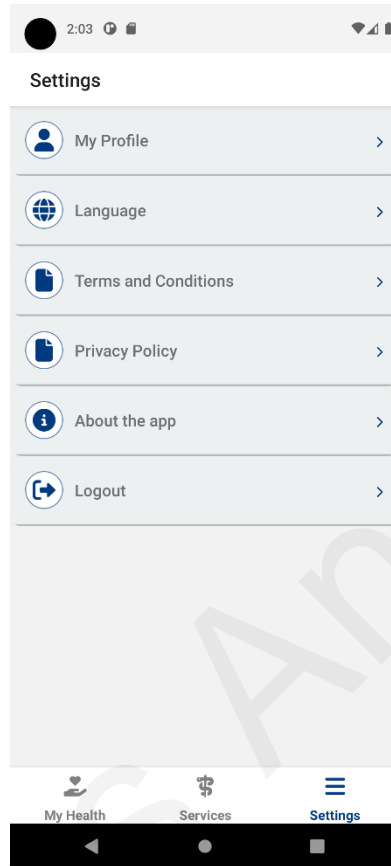 2:03
Settings
My Profile
Language
Terms and Conditions
Privacy Policy
About the app
Logout
My Health
Services
Settings